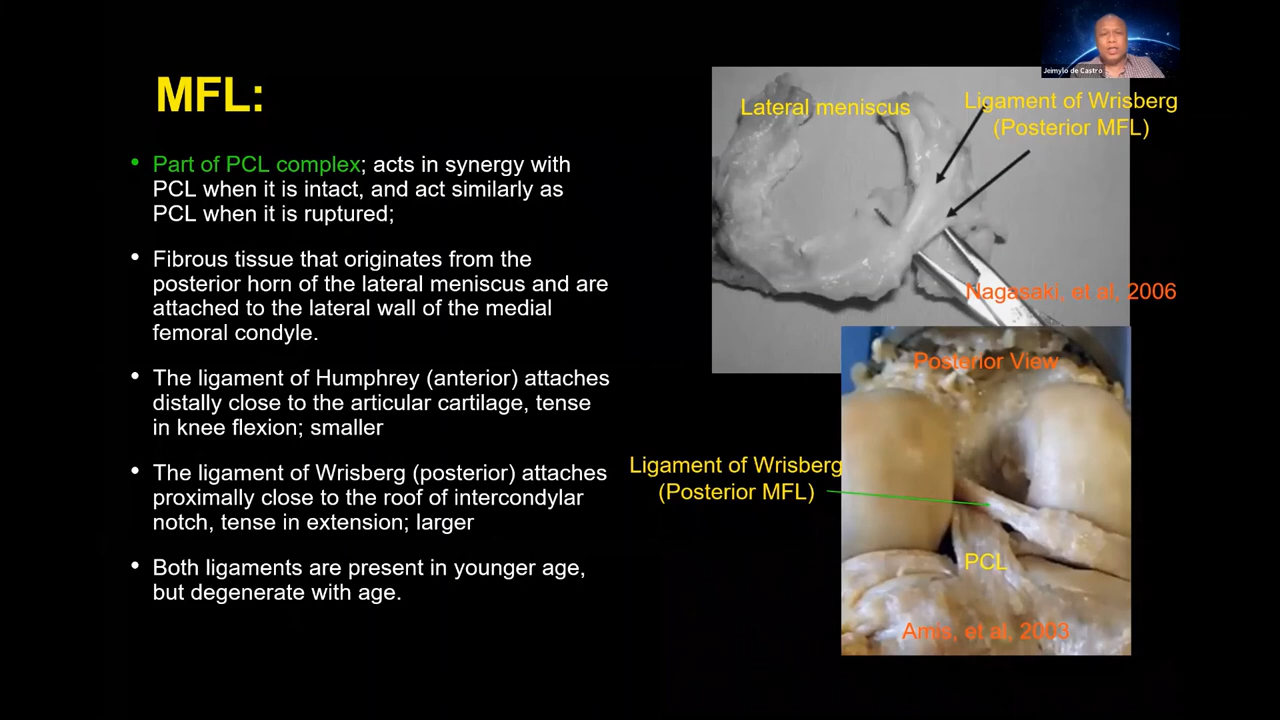 MFL:
• Part of PCL complex; acts in synergy with
PCL when it is intact, and act similarly as
PCL when it is ruptured;
• Fibrous tissue that originates from the
posterior horn of the lateral meniscus and are
attached to the lateral wall of the medial
femoral condyle.
• The ligament of Humphrey (anterior) attaches
distally close to the articular cartilage, tense
in knee flexion; smaller
• The ligament of Wrisberg (posterior) attaches
proximally close to the roof of intercondylar
notch, tense in extension; larger
• Both ligaments are present in younger age,
but degenerate with age.
Jeimylo de Castro
Lateral meniscus
Ligament of Wrisberg
(Posterior MFL)
Nagasaki, et al, 2006
Posterior View
Ligament of Wrisberg
(Posterior MFL)
PCL
Amis, et al, 2003